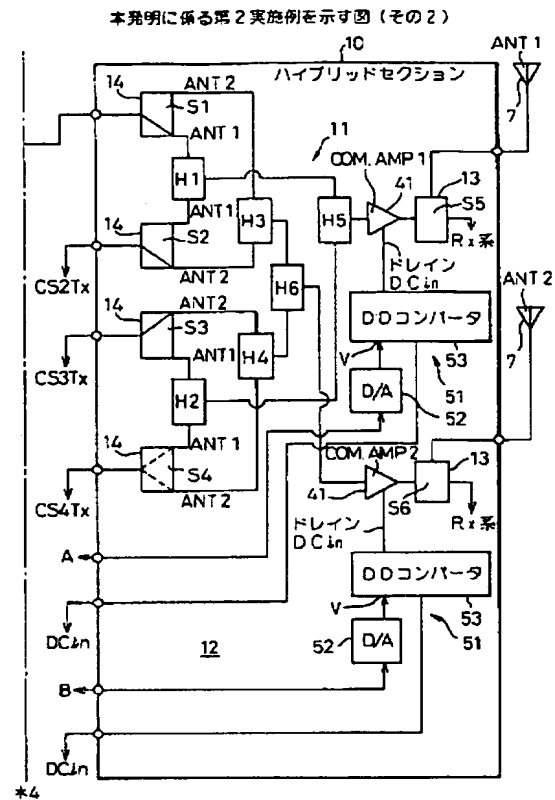 本発明に係る第2実施例を示す図(その2)
10
ハイブリッドセクション
ANT 1
7
14
S1
ANT 2
ANT 1
11
COM. AMP 1
41
13
S5
Rx系
H1
H3
H5
14
S2
ANT 1
ANT 2
CS2Tx
ドレイン
DCin
ANT 2
7
H6
14
S3
ANT 2
ANT 1
H4
CS3Tx
DDコンバータ
53
V
51
D/A
52
H2
14
S4
ANT 1
ANT 2
CS4Tx
COM. AMP 2
41
13
S6
Rx系
ドレイン
DCin
A
DDコンバータ
53
V
51
DCin
12
52
D/A
B
DCin
*4